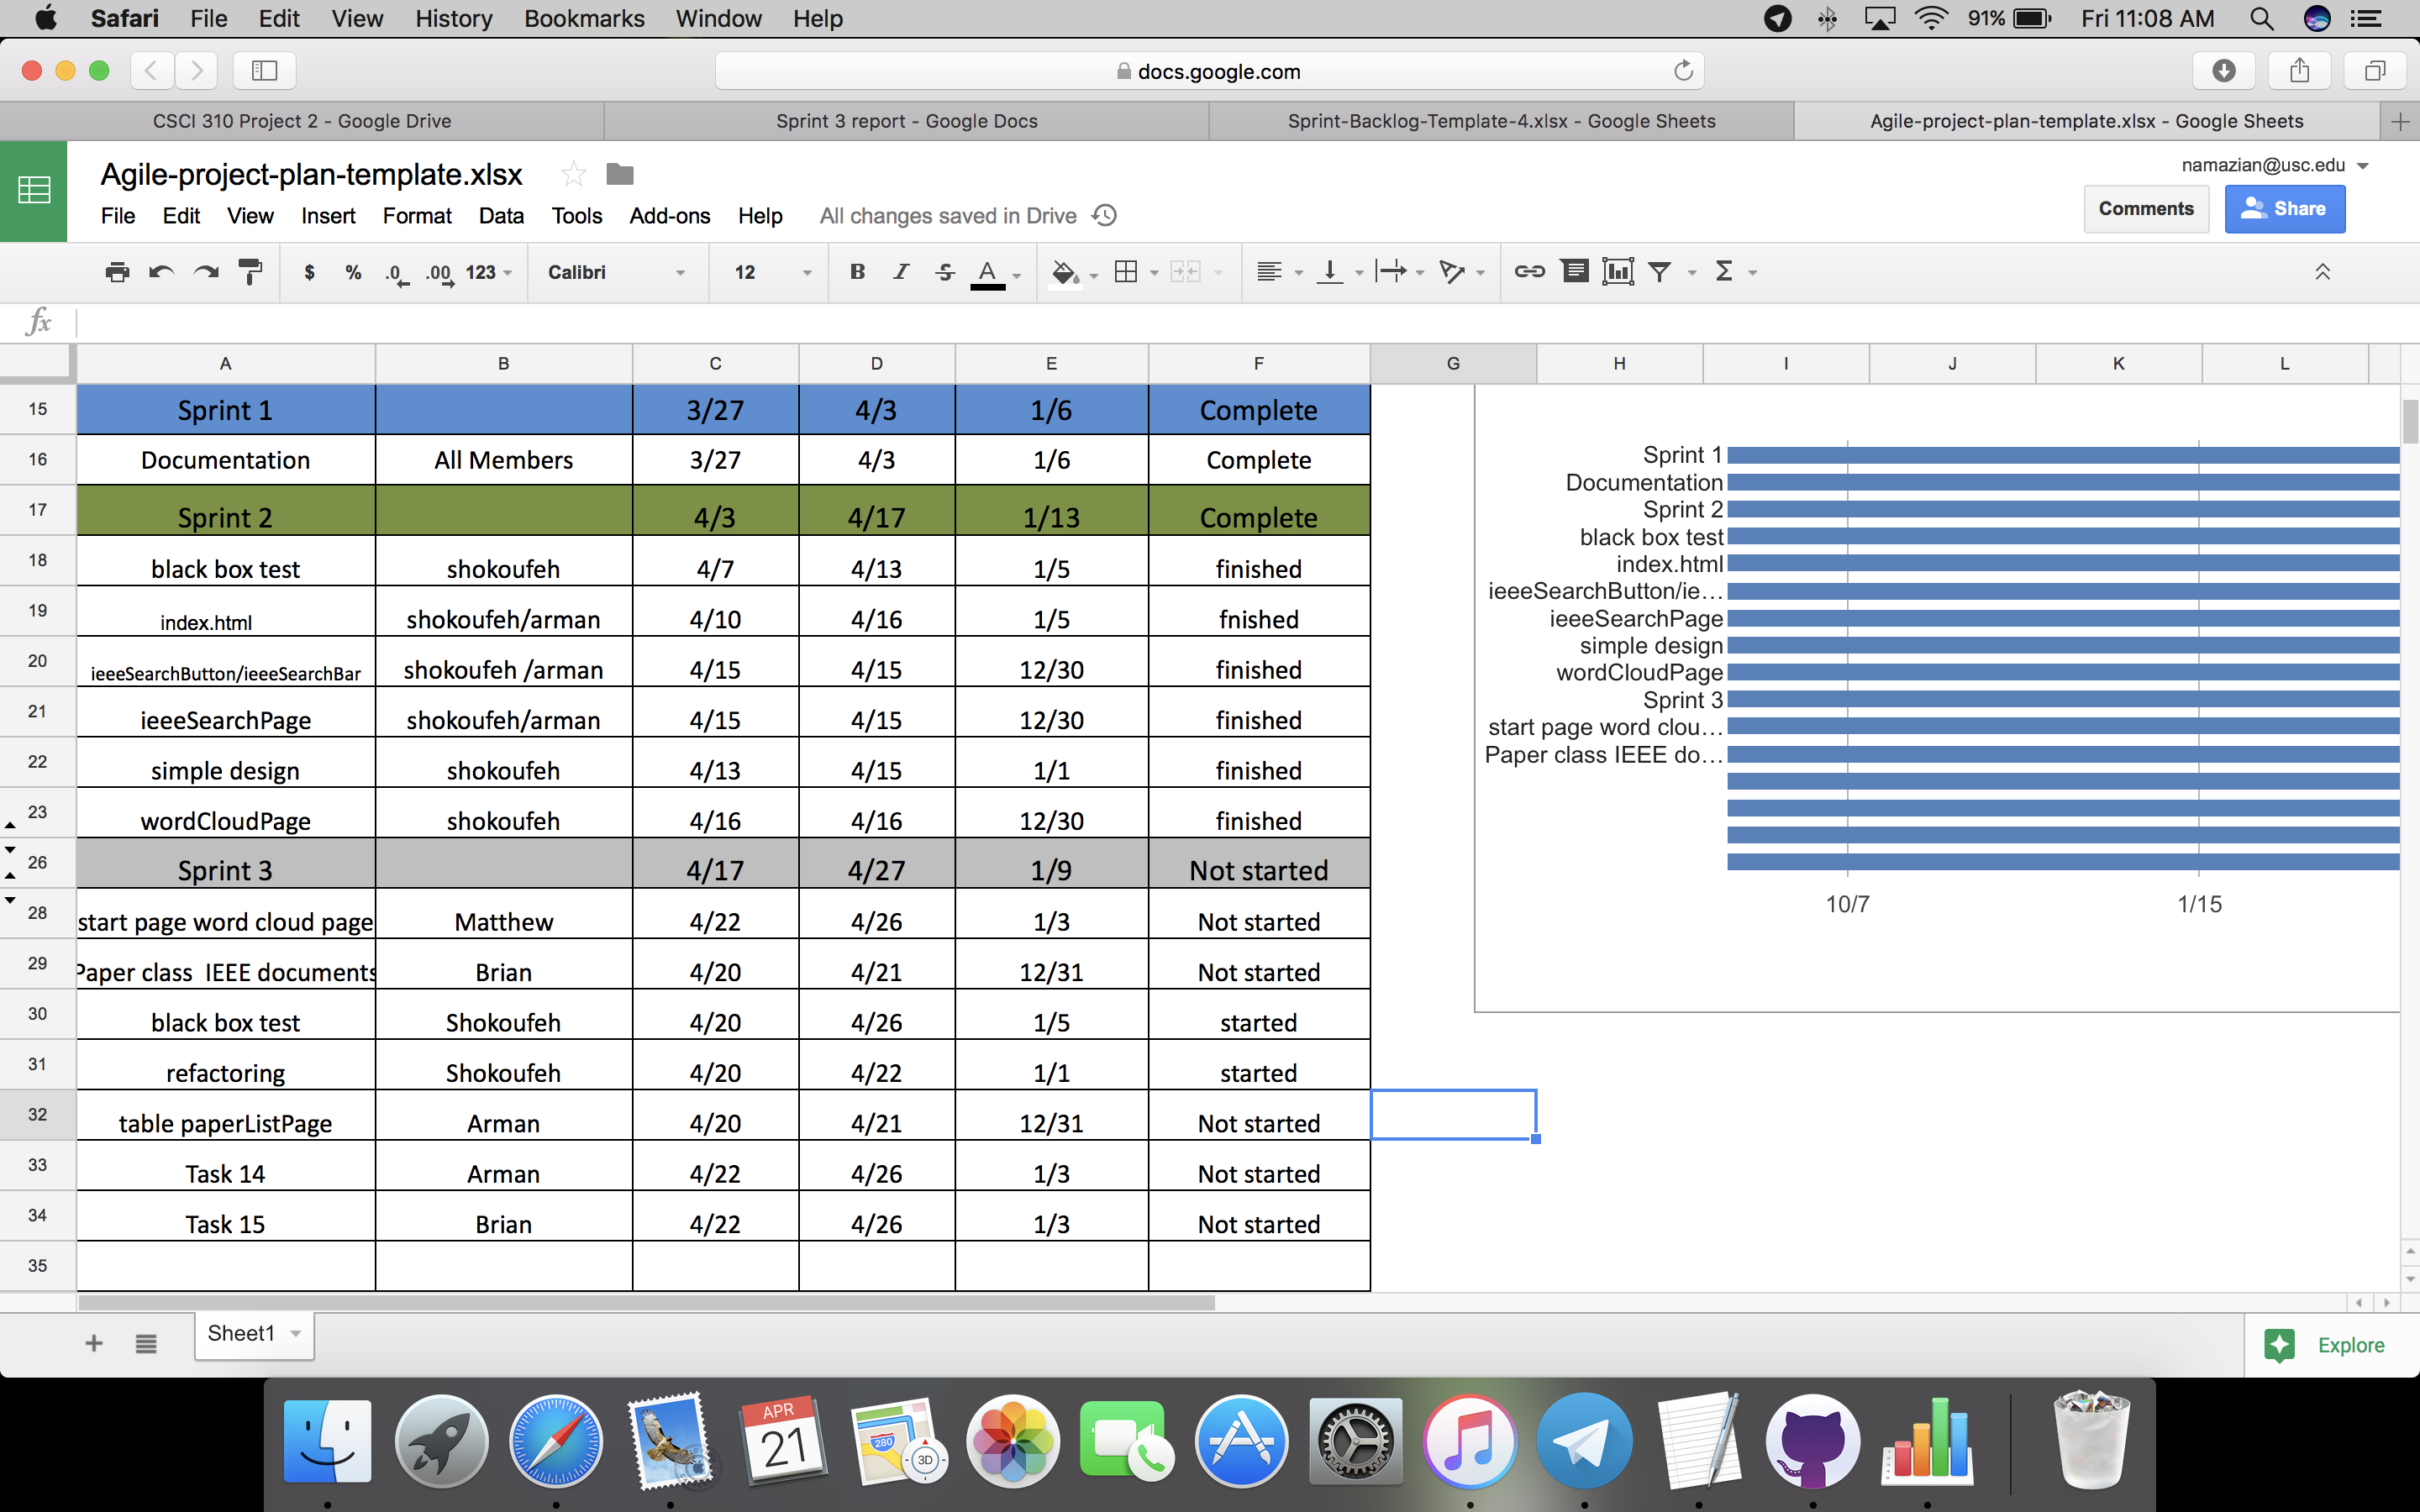 Safari File Edit View History Bookmarks Window Help 91% Fri 11:08 AM
docs.google.com
CSCI 310 Project 2 - Google Drive Sprint 3 report - Google Docs Sprint-Backlog-Template-4.xlsx - Google Sheets Agile-project-plan-template.xlsx - Google Sheets
Agile-project-plan-template.xlsx namazian@usc.edu
File Edit View Insert Format Data Tools Add-ons Help All changes saved in Drive Comments Share
$ % .0 .00 123 Calibri 12 B I S A Σ
fx
A B C D E F G H I J K L
15 Sprint 1 3/27 4/3 1/6 Complete
16 Documentation All Members 3/27 4/3 1/6 Complete
17 Sprint 2 4/3 4/17 1/13 Complete
18 black box test shokoufeh 4/7 4/13 1/5 finished
19 index.html shokoufeh/arman 4/10 4/16 1/5 fnished
20 ieeeSearchButton/ieeeSearchBar shokoufeh /arman 4/15 4/15 12/30 finished
21 ieeeSearchPage shokoufeh/arman 4/15 4/15 12/30 finished
22 simple design shokoufeh 4/13 4/15 1/1 finished
23 wordCloudPage shokoufeh 4/16 4/16 12/30 finished
26 Sprint 3 4/17 4/27 1/9 Not started
28 start page word cloud page Matthew 4/22 4/26 1/3 Not started
29 Paper class IEEE documents Brian 4/20 4/21 12/31 Not started
30 black box test Shokoufeh 4/20 4/26 1/5 started
31 refactoring Shokoufeh 4/20 4/22 1/1 started
32 table paperListPage Arman 4/20 4/21 12/31 Not started
33 Task 14 Arman 4/22 4/26 1/3 Not started
34 Task 15 Brian 4/22 4/26 1/3 Not started
35
Sprint 1
Documentation
Sprint 2
black box test
index.html
ieeeSearchButton/ie...
ieeeSearchPage
simple design
wordCloudPage
Sprint 3
start page word clou...
Paper class IEEE do...
10/7 1/15
Sheet1 Explore
APR
21
280
3D